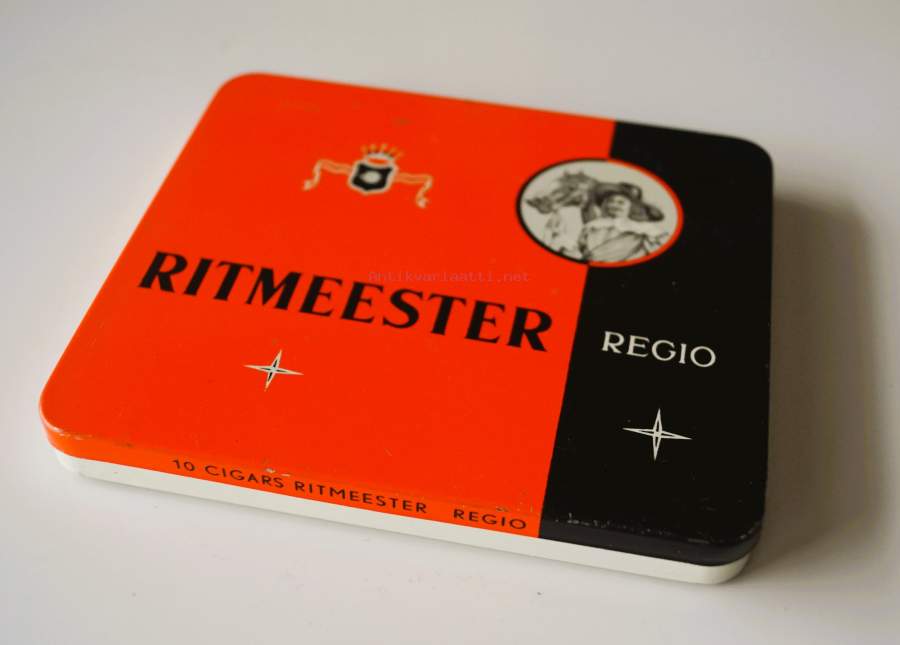 Antikvariaatti.net
RITMEESTER
REGIO
10 CIGARS RITMEESTER REGIO